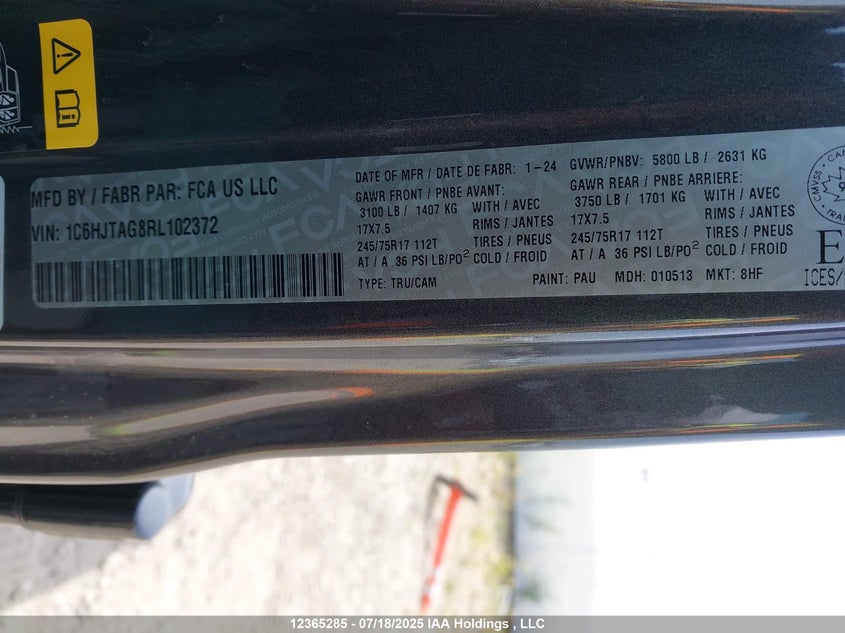 MFD BY / FABR PAR: FCA US LLC
VIN: 1C6HJTAG8RL102372
DATE OF MFR / DATE DE FABR: 1-24 GVWR/PNBV: 5800 LB / 2631 KG
GAWR FRONT / PNBE AVANT: GAWR REAR / PNBE ARRIERE:
3100 LB / 1407 KG WITH / AVEC 3750 LB / 1701 KG WITH / AVEC
17X7.5 RIMS / JANTES 17X7.5 RIMS / JANTES
245/75R17 112T TIRES / PNEUS 245/75R17 112T TIRES / PNEUS
AT / A 36 PSI LB/PO² COLD / FROID AT / A 36 PSI LB/PO² COLD / FROID
TYPE: TRU/CAM PAINT: PAU MDH: 010513 MKT: 8HF
CMVSS
ICES/
12365285 - 07/18/2025 IAA Holdings , LLC